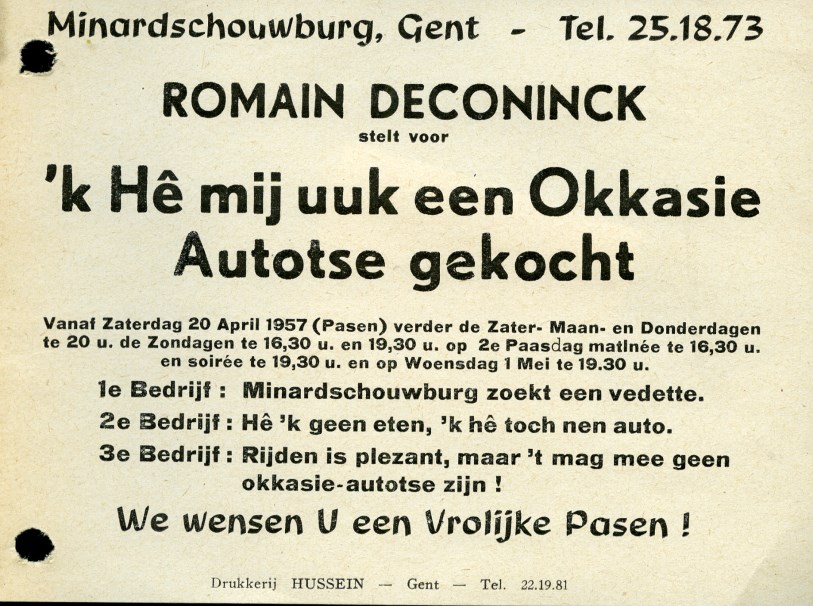 Minardschouwburg, Gent - Tel. 25.18.73
ROMAIN DECONINCK
stelt voor
'k Hê mij uuk een Okkasie
Autotse gekocht
Vanaf Zaterdag 20 April 1957 (Pasen) verder de Zater- Maan- en Donderdagen
te 20 u. de Zondagen te 16,30 u. en 19,30 u. op 2e Paasdag matinée te 16,30 u.
en soirée te 19,30 u. en op Woensdag 1 Mei te 19.30 u.
1e Bedrijf : Minardschouwburg zoekt een vedette.
2e Bedrijf : Hê 'k geen eten, 'k hê toch nen auto.
3e Bedrijf : Rijden is plezant, maar 't mag mee geen
okkasie-autotse zijn !
We wensen U een Vrolijke Pasen !
Drukkerij HUSSEIN — Gent — Tel. 22.19.81